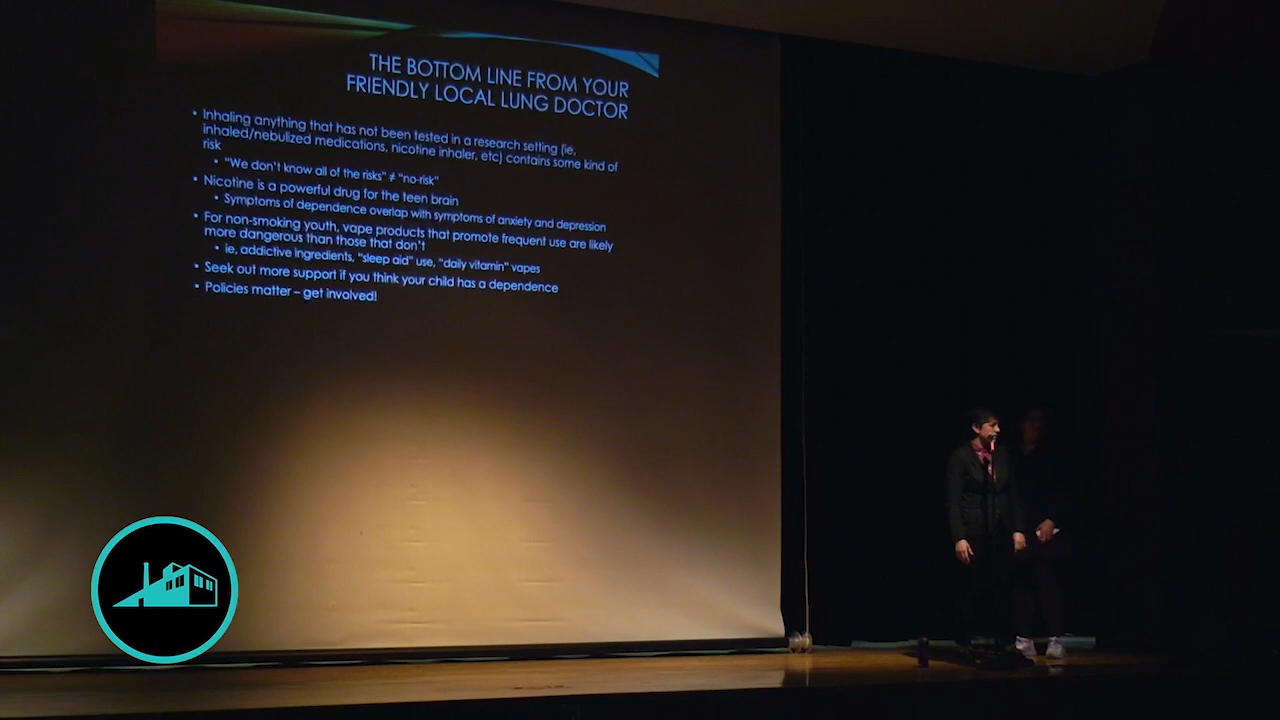 THE BOTTOM LINE FROM YOUR
FRIENDLY LOCAL LUNG DOCTOR
▪ Inhaling anything that has not been tested in a research setting (ie,
inhaled/nebulized medications, nicotine inhaler, etc) contains some kind of
risk
▪ "We don't know all of the risks" ≠ "no-risk"
▪ Nicotine is a powerful drug for the teen brain
▪ Symptoms of dependence overlap with symptoms of anxiety and depression
▪ For non-smoking youth, vape products that promote frequent use are likely
more dangerous than those that don't
▪ ie, addictive ingredients, "sleep aid" use, "daily vitamin" vapes
▪ Seek out more support if you think your child has a dependence
▪ Policies matter – get involved!